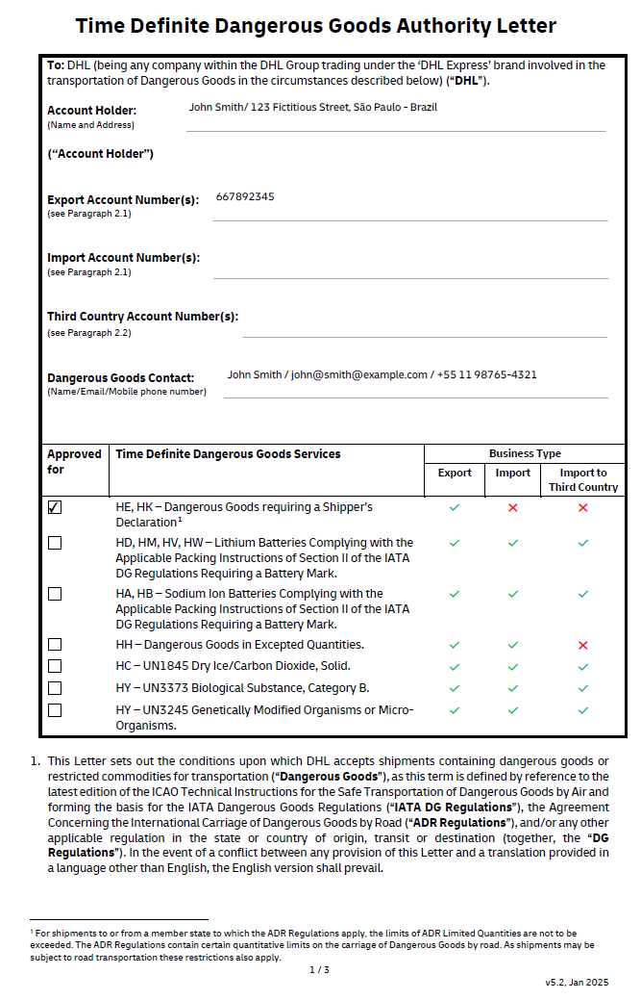 Time Definite Dangerous Goods Authority Letter
To: DHL (being any company within the DHL Group trading under the ‘DHL Express’ brand involved in the
transportation of Dangerous Goods in the circumstances described below) (“DHL”).
Account Holder:
John Smith/ 123 Fictitious Street, São Paulo - Brazil
(Name and Address)
(“Account Holder”)
Export Account Number(s):
667892345
(see Paragraph 2.1)
Import Account Number(s):
(see Paragraph 2.1)
Third Country Account Number(s):
(see Paragraph 2.2)
Dangerous Goods Contact:
John Smith / john@smith@example.com / +55 11 98765-4321
(Name/Email/Mobile phone number)
Approved
for
Time Definite Dangerous Goods Services
Business Type
Export
Import
Import to
Third Country
HE, HK – Dangerous Goods requiring a Shipper's
Declaration¹
HD, HM, HV, HW – Lithium Batteries Complying with the
Applicable Packing Instructions of Section II of the IATA
DG Regulations Requiring a Battery Mark.
HA, HB – Sodium Ion Batteries Complying with the
Applicable Packing Instructions of Section II of the IATA
DG Regulations Requiring a Battery Mark.
HH – Dangerous Goods in Excepted Quantities.
HC – UN1845 Dry Ice/Carbon Dioxide, Solid.
HY – UN3373 Biological Substance, Category B.
HY – UN3245 Genetically Modified Organisms or Micro-
Organisms.
1. This Letter sets out the conditions upon which DHL accepts shipments containing dangerous goods or
restricted commodities for transportation (“Dangerous Goods”), as this term is defined by reference to the
latest edition of the ICAO Technical Instructions for the Safe Transportation of Dangerous Goods by Air and
forming the basis for the IATA Dangerous Goods Regulations (“IATA DG Regulations”), the Agreement
Concerning the International Carriage of Dangerous Goods by Road (“ADR Regulations”), and/or any other
applicable regulation in the state or country of origin, transit or destination (together, the “DG
Regulations”). In the event of a conflict between any provision of this Letter and a translation provided in
a language other than English, the English version shall prevail.
¹ For shipments to or from a member state to which the ADR Regulations apply, the limits of ADR Limited Quantities are not to be
exceeded. The ADR Regulations contain certain quantitative limits on the carriage of Dangerous Goods by road. As shipments may be
subject to road transportation these restrictions also apply.
1 / 3
v5.2, Jan 2025